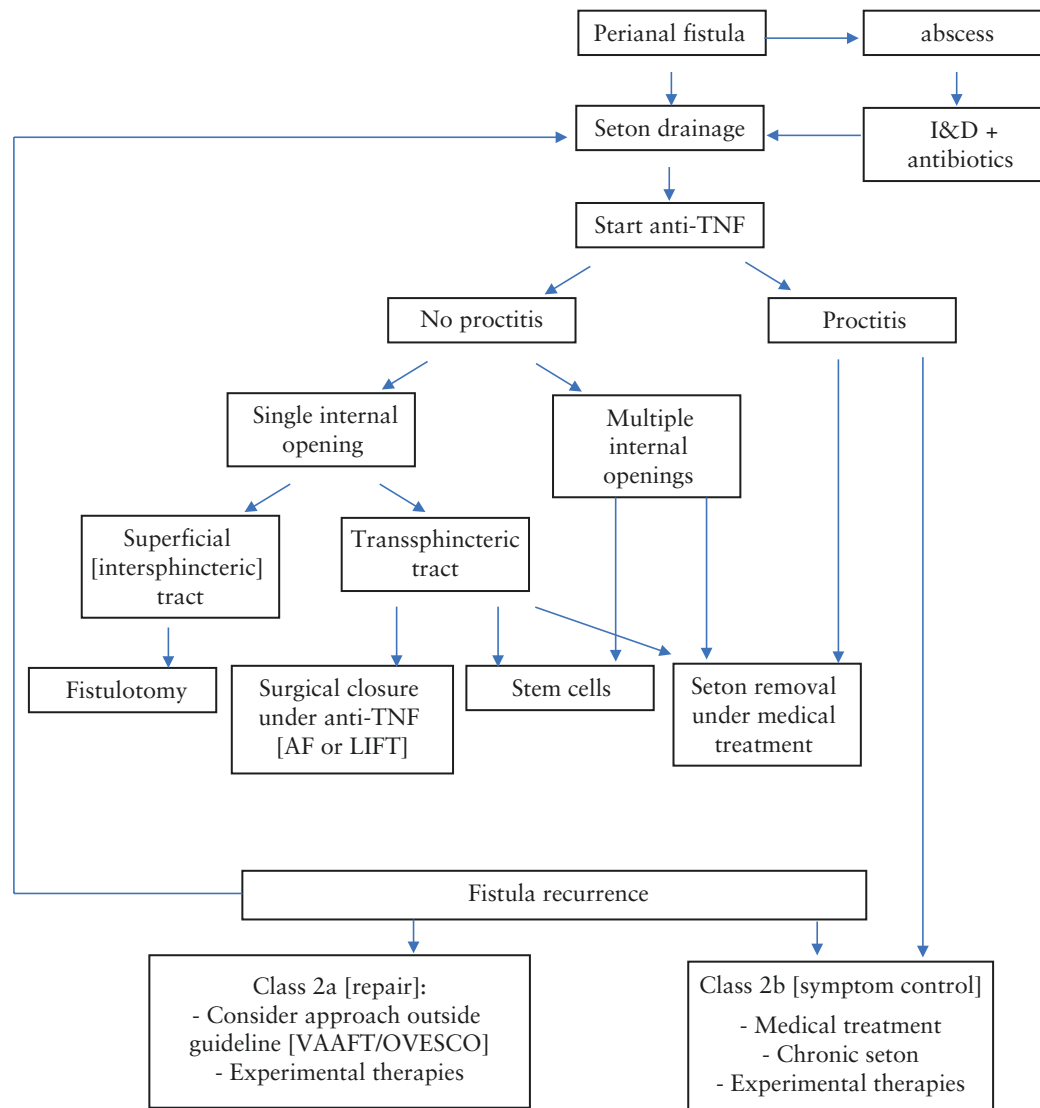 Perianal fistula
abscess
Seton drainage
I&D +
antibiotics
Start anti-TNF
No proctitis
Proctitis
Single internal
opening
Multiple
internal
openings
Superficial
[intersphincteric]
tract
Transsphincteric
tract
Fistulotomy
Surgical closure
under anti-TNF
[AF or LIFT]
Stem cells
Seton removal
under medical
treatment
Fistula recurrence
Class 2a [repair]:
- Consider approach outside
guideline [VAAFT/OVESCO]
- Experimental therapies
Class 2b [symptom control]
- Medical treatment
- Chronic seton
- Experimental therapies